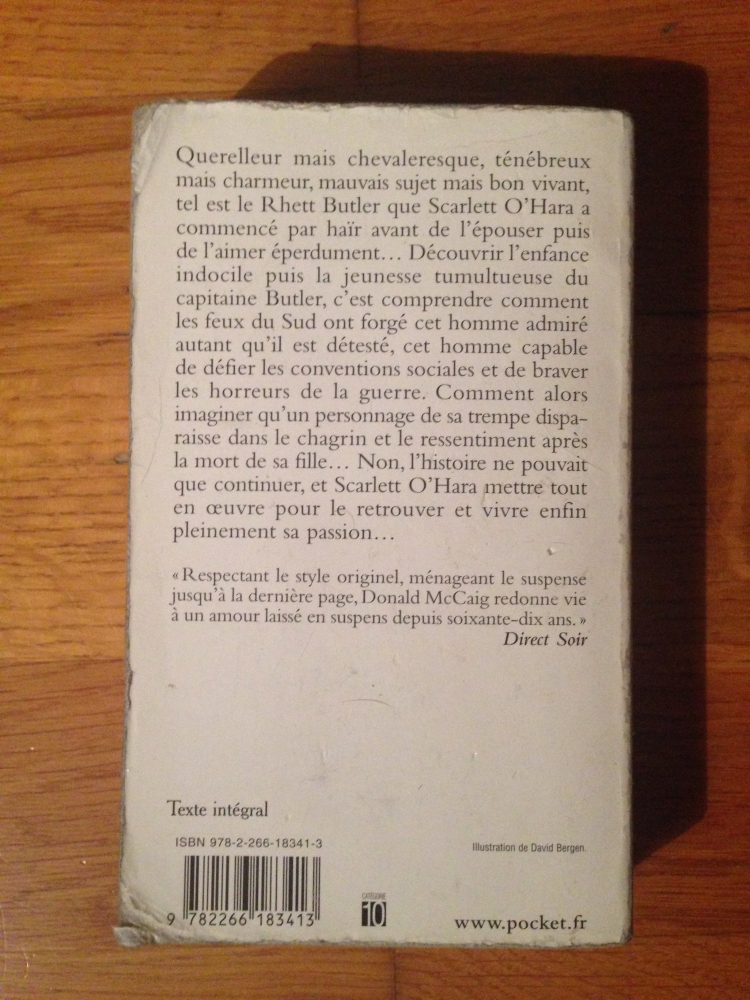 Querelleur mais chevaleresque, ténébreux
mais charmeur, mauvais sujet mais bon vivant,
tel est le Rhett Butler que Scarlett O'Hara a
commencé par haïr avant de l'épouser puis
de l'aimer éperdument... Découvrir l'enfance
indocile puis la jeunesse tumultueuse du
capitaine Butler, c'est comprendre comment
les feux du Sud ont forgé cet homme admiré
autant qu'il est détesté, cet homme capable
de défier les conventions sociales et de braver
les horreurs de la guerre. Comment alors
imaginer qu'un personnage de sa trempe dispa-
raisse dans le chagrin et le ressentiment après
la mort de sa fille... Non, l'histoire ne pouvait
que continuer, et Scarlett O'Hara mettre tout
en œuvre pour le retrouver et vivre enfin
pleinement sa passion...
« Respectant le style originel, ménageant le suspense
jusqu'à la dernière page, Donald McCaig redonne vie
à un amour laissé en suspens depuis soixante-dix ans. »
Direct Soir
Texte intégral
ISBN 978-2-266-18341-3
Illustration de David Bergen.
9 782266 183413
CATÉGORIE
10
www.pocket.fr